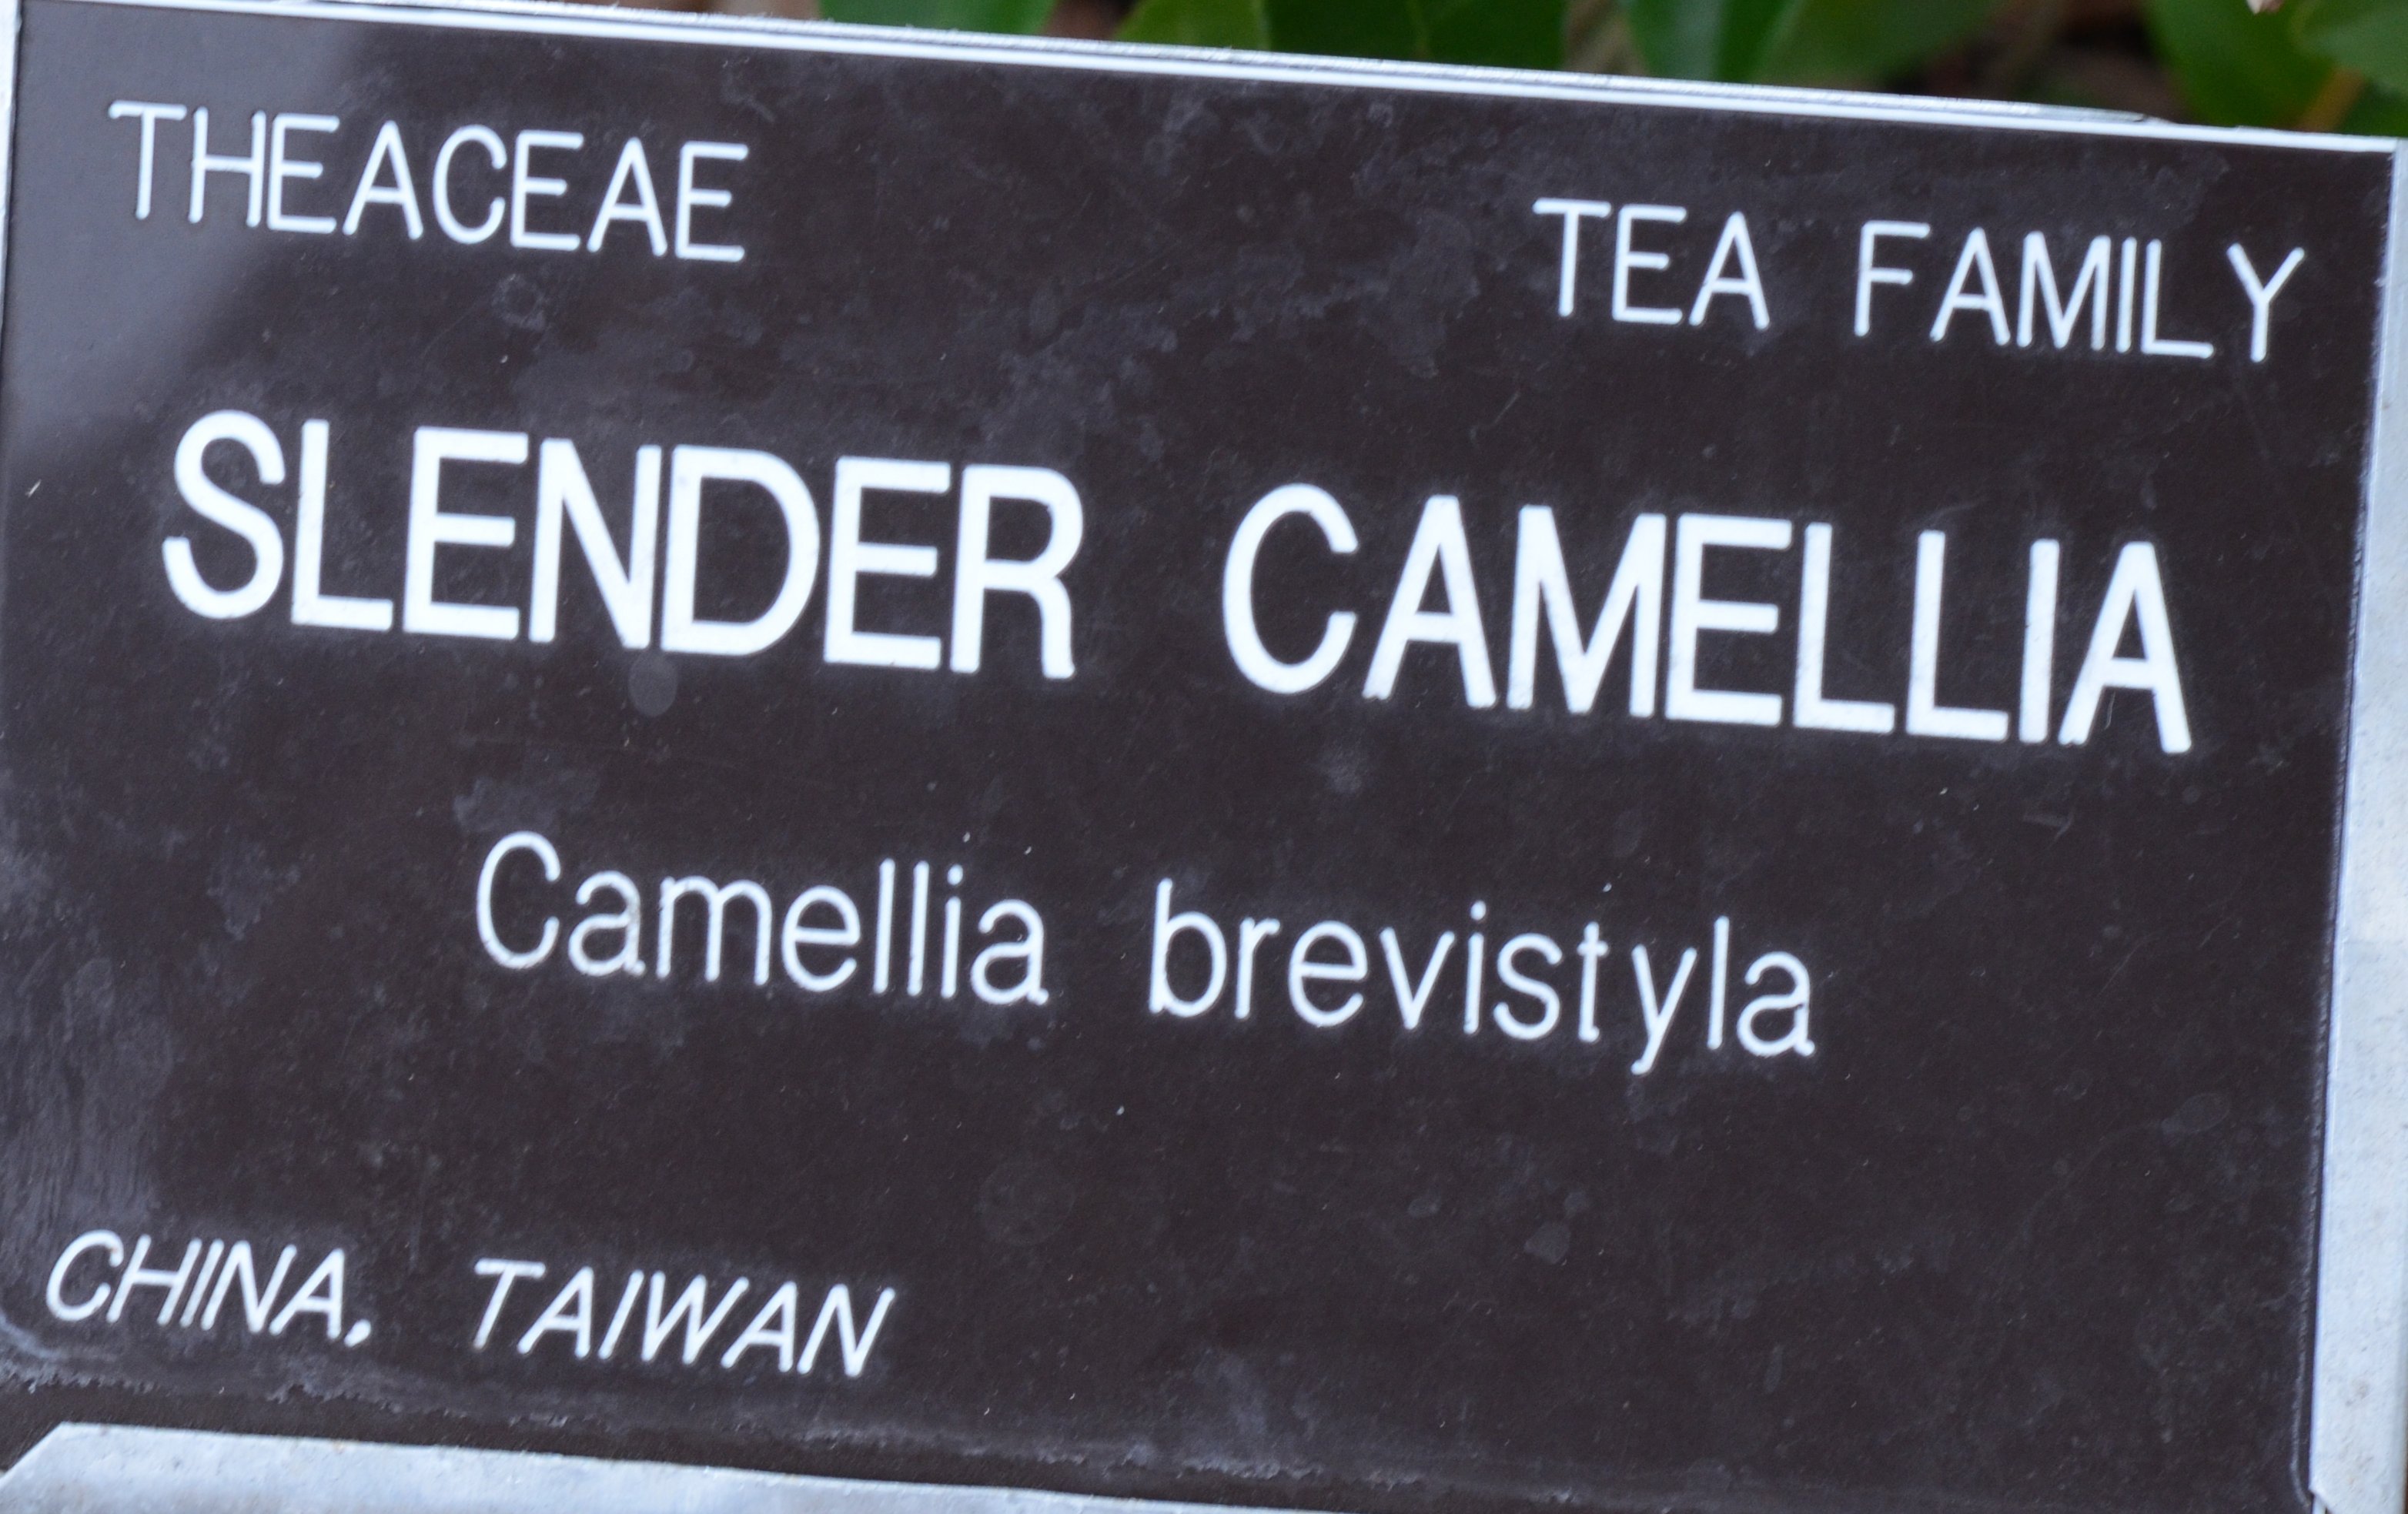 THEACEAE TEA FAMILY
SLENDER CAMELLIA
Camellia brevistyla
CHINA, TAIWAN